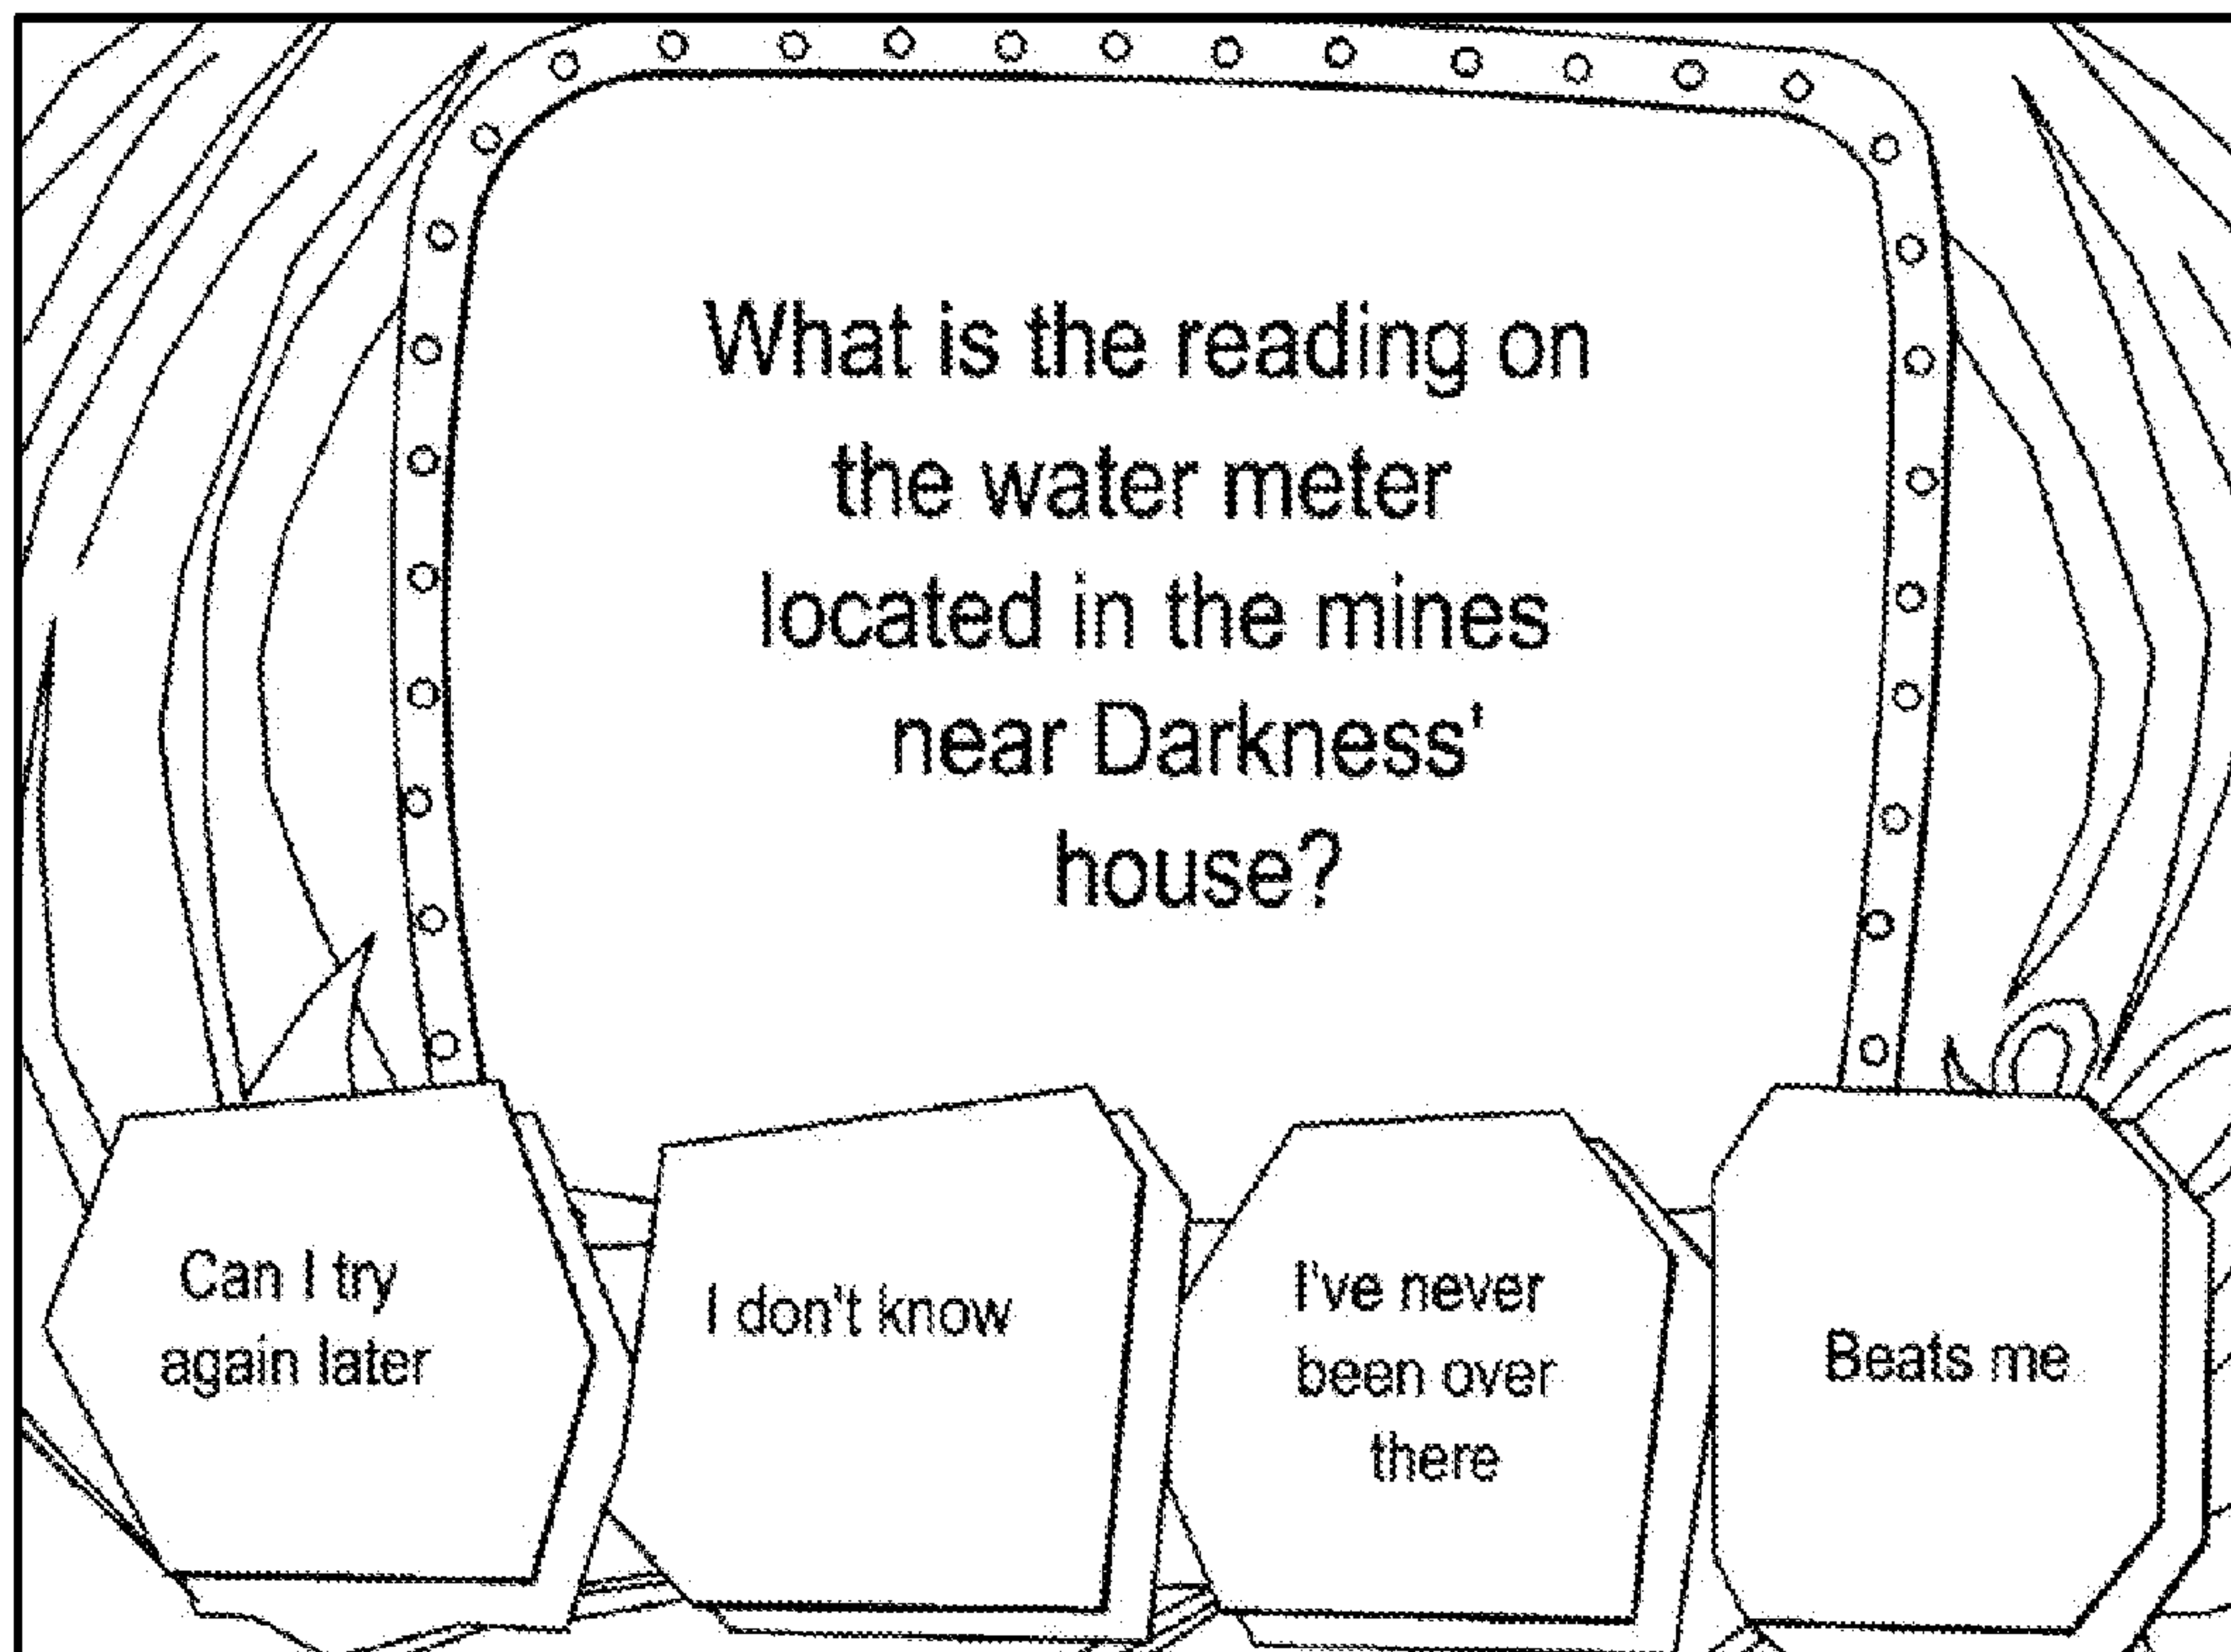 What is the reading on
the water meter
located in the mines
near Darkness'
house?
Can I try
again later
I don't know
I've never
been over
there
Beats me